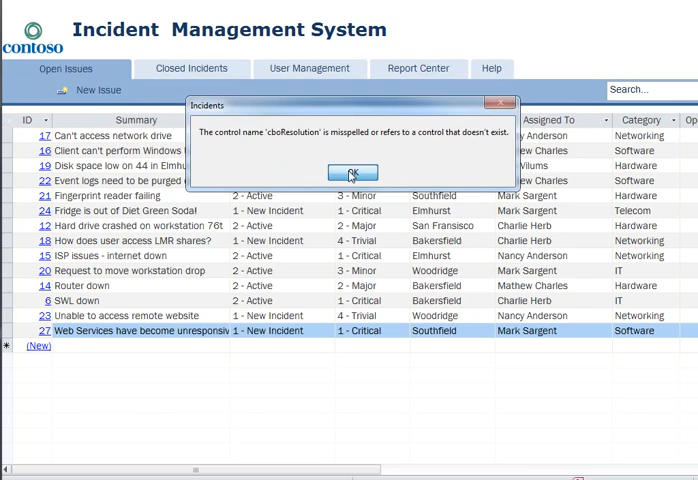 contoso
Incident Management System
Open Issues Closed Incidents User Management Report Center Help
New Issue Search...
ID Summary Assigned To Category Op
Incidents
The control name 'cboResolution' is misspelled or refers to a control that doesn't exist.
OK
17 Can't access network drive y Anderson Networking
16 Client can't perform Windows ew Charles Software
19 Disk space low on 44 in Elmhu Vilums Hardware
22 Event logs need to be purged ew Charles Software
21 Fingerprint reader failing 2 - Active 3 - Minor Southfield Mark Sargent Hardware
24 Fridge is out of Diet Green Soda! 1 - New Incident 1 - Critical Elmhurst Mark Sargent Telecom
12 Hard drive crashed on workstation 76t 2 - Active 2 - Major San Fransisco Charlie Herb Hardware
18 How does user access LMR shares? 1 - New Incident 4 - Trivial Bakersfield Charlie Herb Networking
15 ISP issues - internet down 2 - Active 1 - Critical Elmhurst Nancy Anderson Networking
20 Request to move workstation drop 2 - Active 3 - Minor Woodridge Mark Sargent IT
14 Router down 2 - Active 2 - Major Bakersfield Mathew Charles Hardware
6 SWL down 2 - Active 1 - Critical Bakersfield Charlie Herb IT
23 Unable to access remote website 1 - New Incident 4 - Trivial Woodridge Nancy Anderson Networking
27 Web Services have become unresponsiv 1 - New Incident 1 - Critical Southfield Mark Sargent Software
(New)